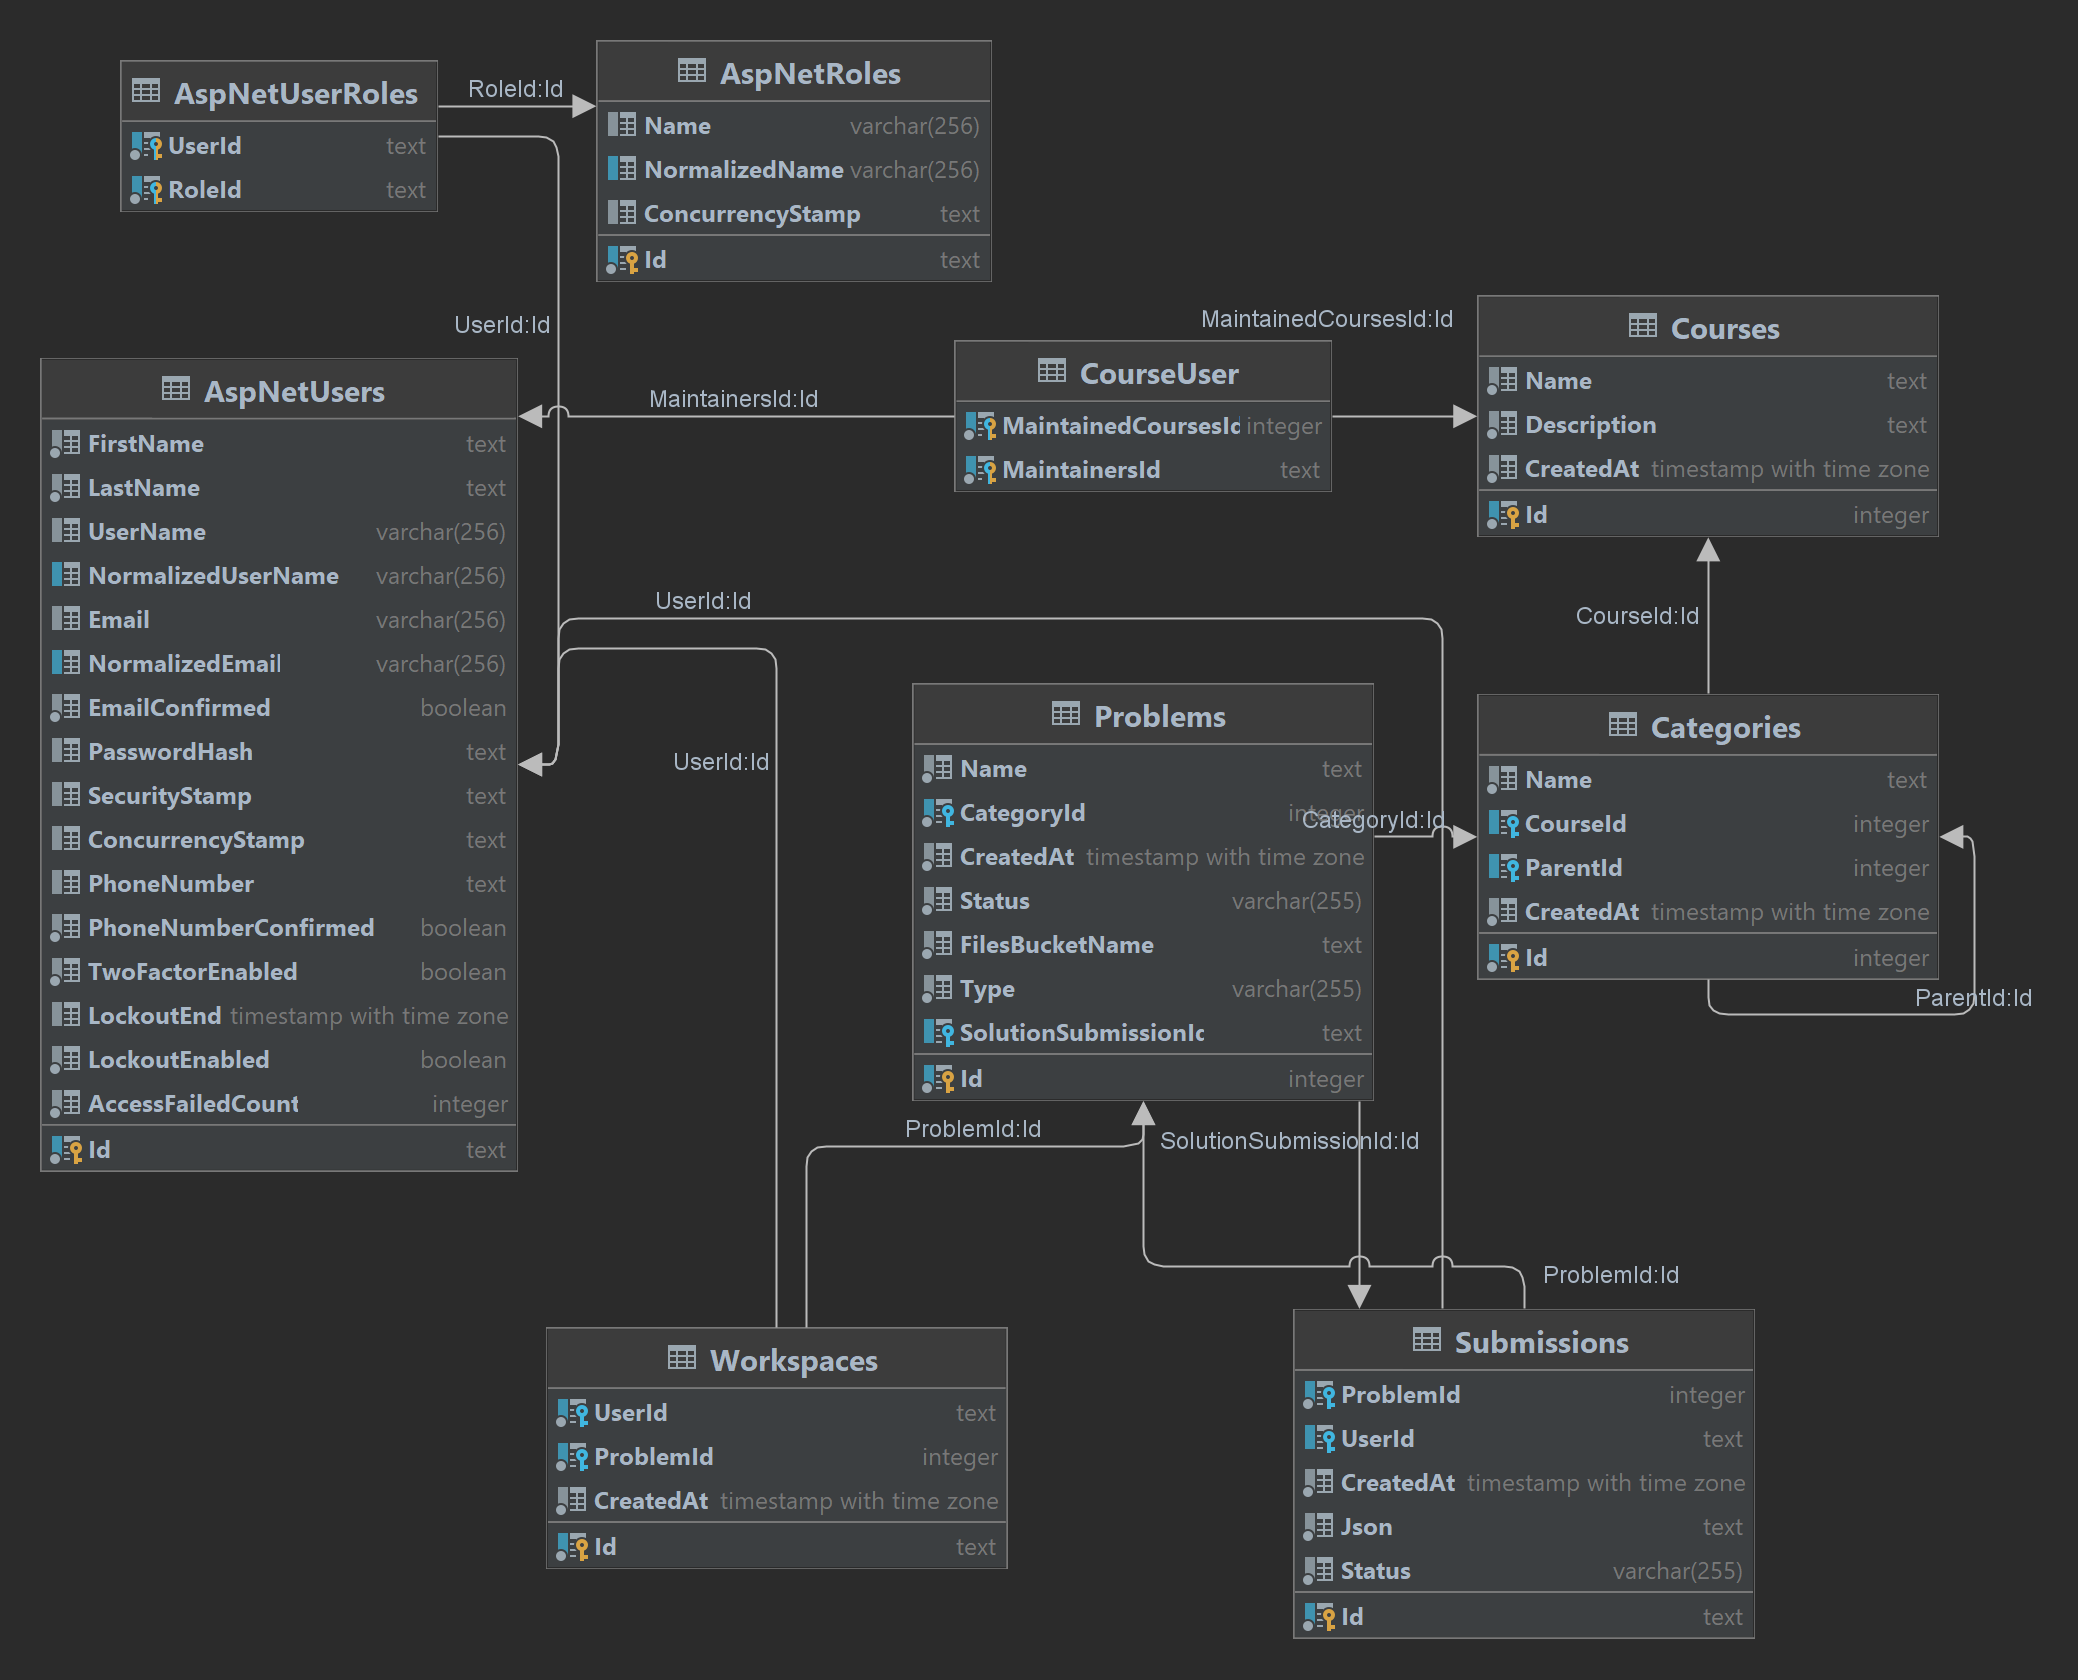 AspNetUserRoles
UserId text
RoleId text
RoleId:Id
AspNetRoles
Name varchar(256)
NormalizedName varchar(256)
ConcurrencyStamp text
Id text
UserId:Id
AspNetUsers
FirstName text
LastName text
UserName varchar(256)
NormalizedUserName varchar(256)
Email varchar(256)
NormalizedEmail varchar(256)
EmailConfirmed boolean
PasswordHash text
SecurityStamp text
ConcurrencyStamp text
PhoneNumber text
PhoneNumberConfirmed boolean
TwoFactorEnabled boolean
LockoutEnd timestamp with time zone
LockoutEnabled boolean
AccessFailedCount integer
Id text
MaintainersId:Id
CourseUser
MaintainedCoursesId integer
MaintainersId text
MaintainedCoursesId:Id
Courses
Name text
Description text
CreatedAt timestamp with time zone
Id integer
CourseId:Id
UserId:Id
UserId:Id
Problems
Name text
CategoryId integer
CreatedAt timestamp with time zone
Status varchar(255)
FilesBucketName text
Type varchar(255)
SolutionSubmissionId text
Id integer
CategoryId:Id
Categories
Name text
CourseId integer
ParentId integer
CreatedAt timestamp with time zone
Id integer
ParentId:Id
ProblemId:Id
SolutionSubmissionId:Id
ProblemId:Id
Workspaces
UserId text
ProblemId integer
CreatedAt timestamp with time zone
Id text
Submissions
ProblemId integer
UserId text
CreatedAt timestamp with time zone
Json text
Status varchar(255)
Id text